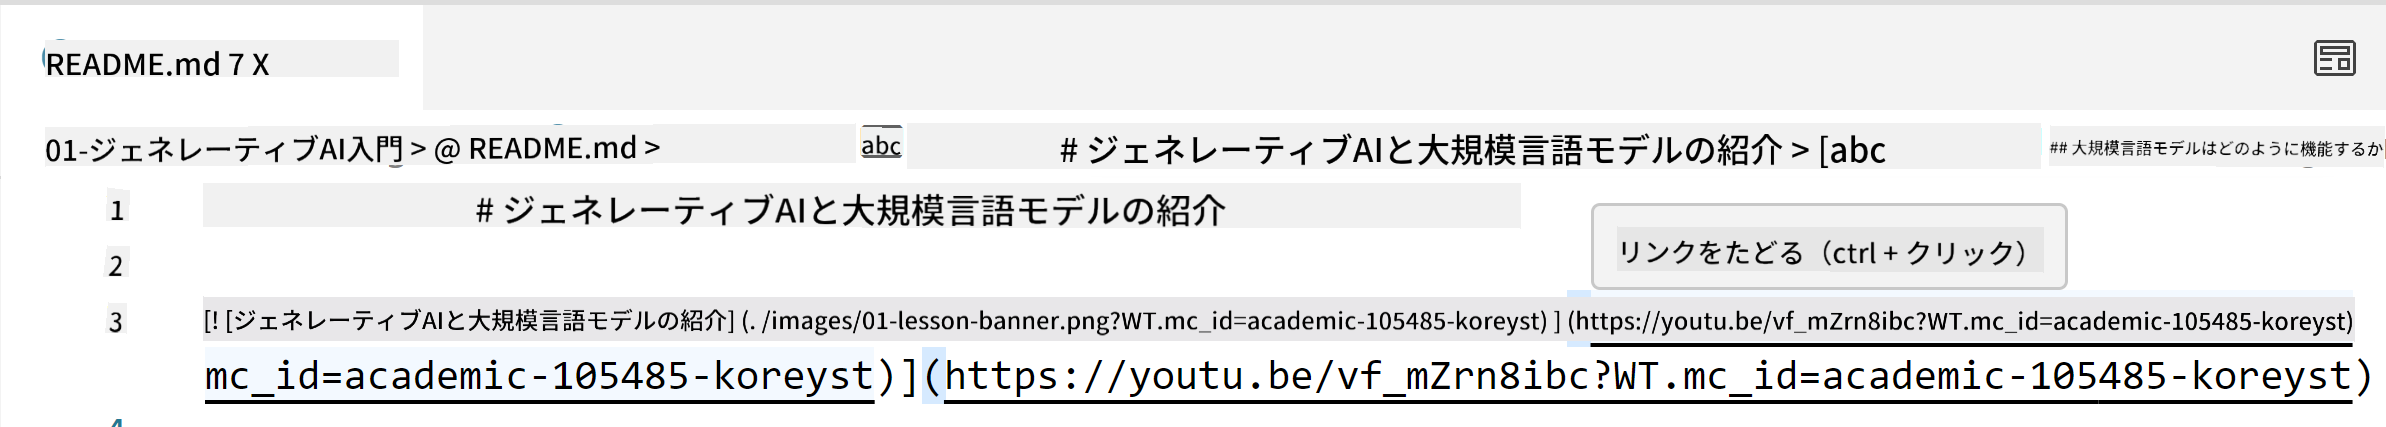 README.md 7 X
01-ジェネレーティブAI入門 > @ README.md > abc # ジェネレーティブAIと大規模言語モデルの紹介 > [abc ## 大規模言語モデルはどのように機能するか
1 # ジェネレーティブAIと大規模言語モデルの紹介
2
リンクをたどる（ctrl + クリック）
3 [! [ジェネレーティブAIと大規模言語モデルの紹介] (. /images/01-lesson-banner.png?WT.mc_id=academic-105485-koreyst) ] (https://youtu.be/vf_mZrn8ibc?WT.mc_id=academic-105485-koreyst)
mc_id=academic-105485-koreyst)](https://youtu.be/vf_mZrn8ibc?WT.mc_id=academic-105485-koreyst)